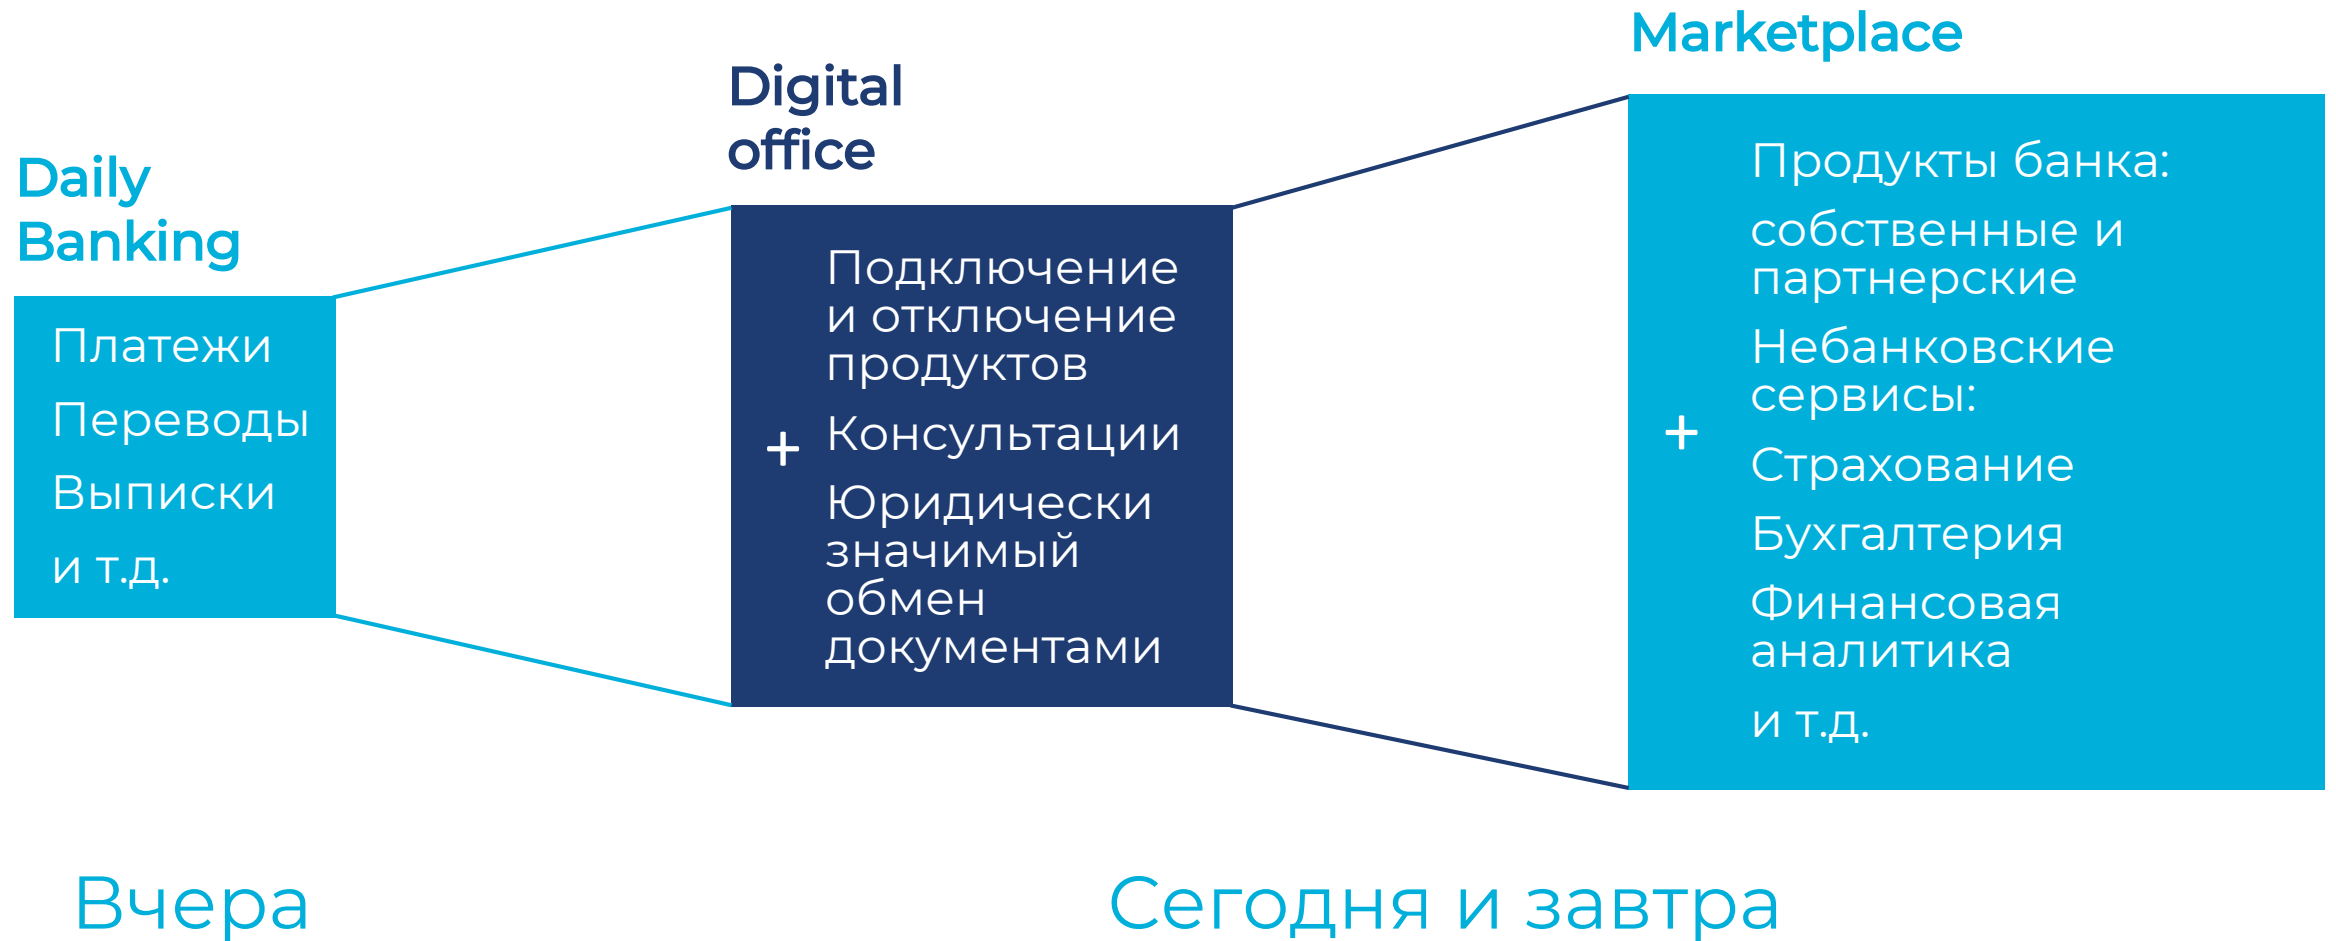 Daily
Banking
Платежи
Переводы
Выписки
и т.д.
Digital
office
+
Подключение
и отключение
продуктов
Консультации
Юридически
значимый
обмен
документами
Marketplace
+
Продукты банка:
собственные и
партнерские
Небанковские
сервисы:
Страхование
Бухгалтерия
Финансовая
аналитика
и т.д.
Вчера
Сегодня и завтра